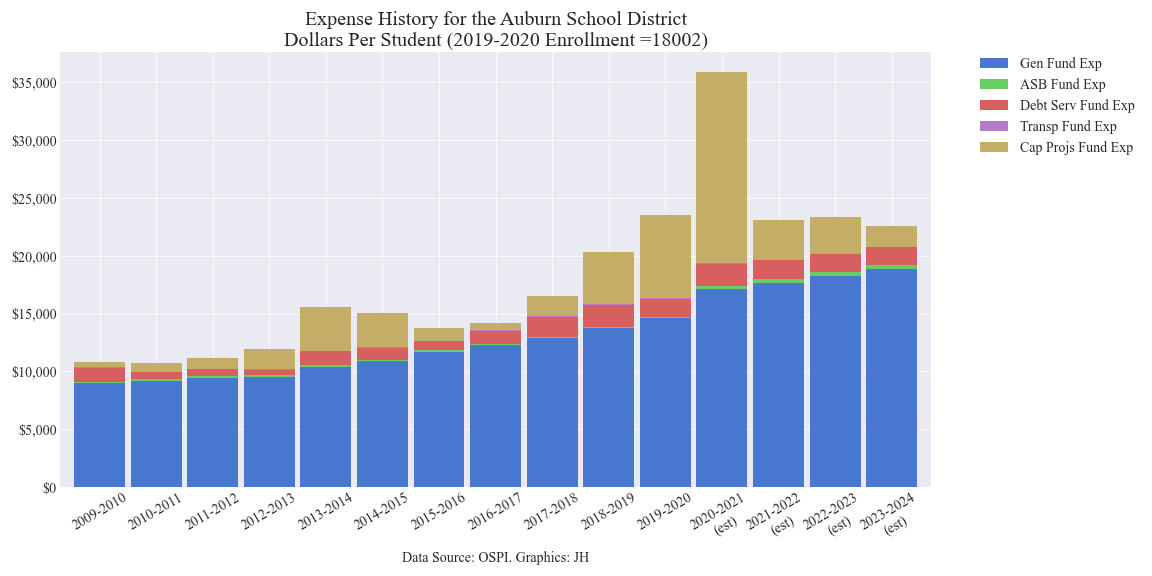 Expense History for the Auburn School District
Dollars Per Student (2019-2020 Enrollment =18002)
$35,000
$30,000
$25,000
$20,000
$15,000
$10,000
$5,000
$0
Gen Fund Exp
ASB Fund Exp
Debt Serv Fund Exp
Transp Fund Exp
Cap Projs Fund Exp
2009-2010
2010-2011
2011-2012
2012-2013
2013-2014
2014-2015
2015-2016
2016-2017
2017-2018
2018-2019
2019-2020
2020-2021
(est)
2021-2022
(est)
2022-2023
(est)
2023-2024
(est)
Data Source: OSPI. Graphics: JH